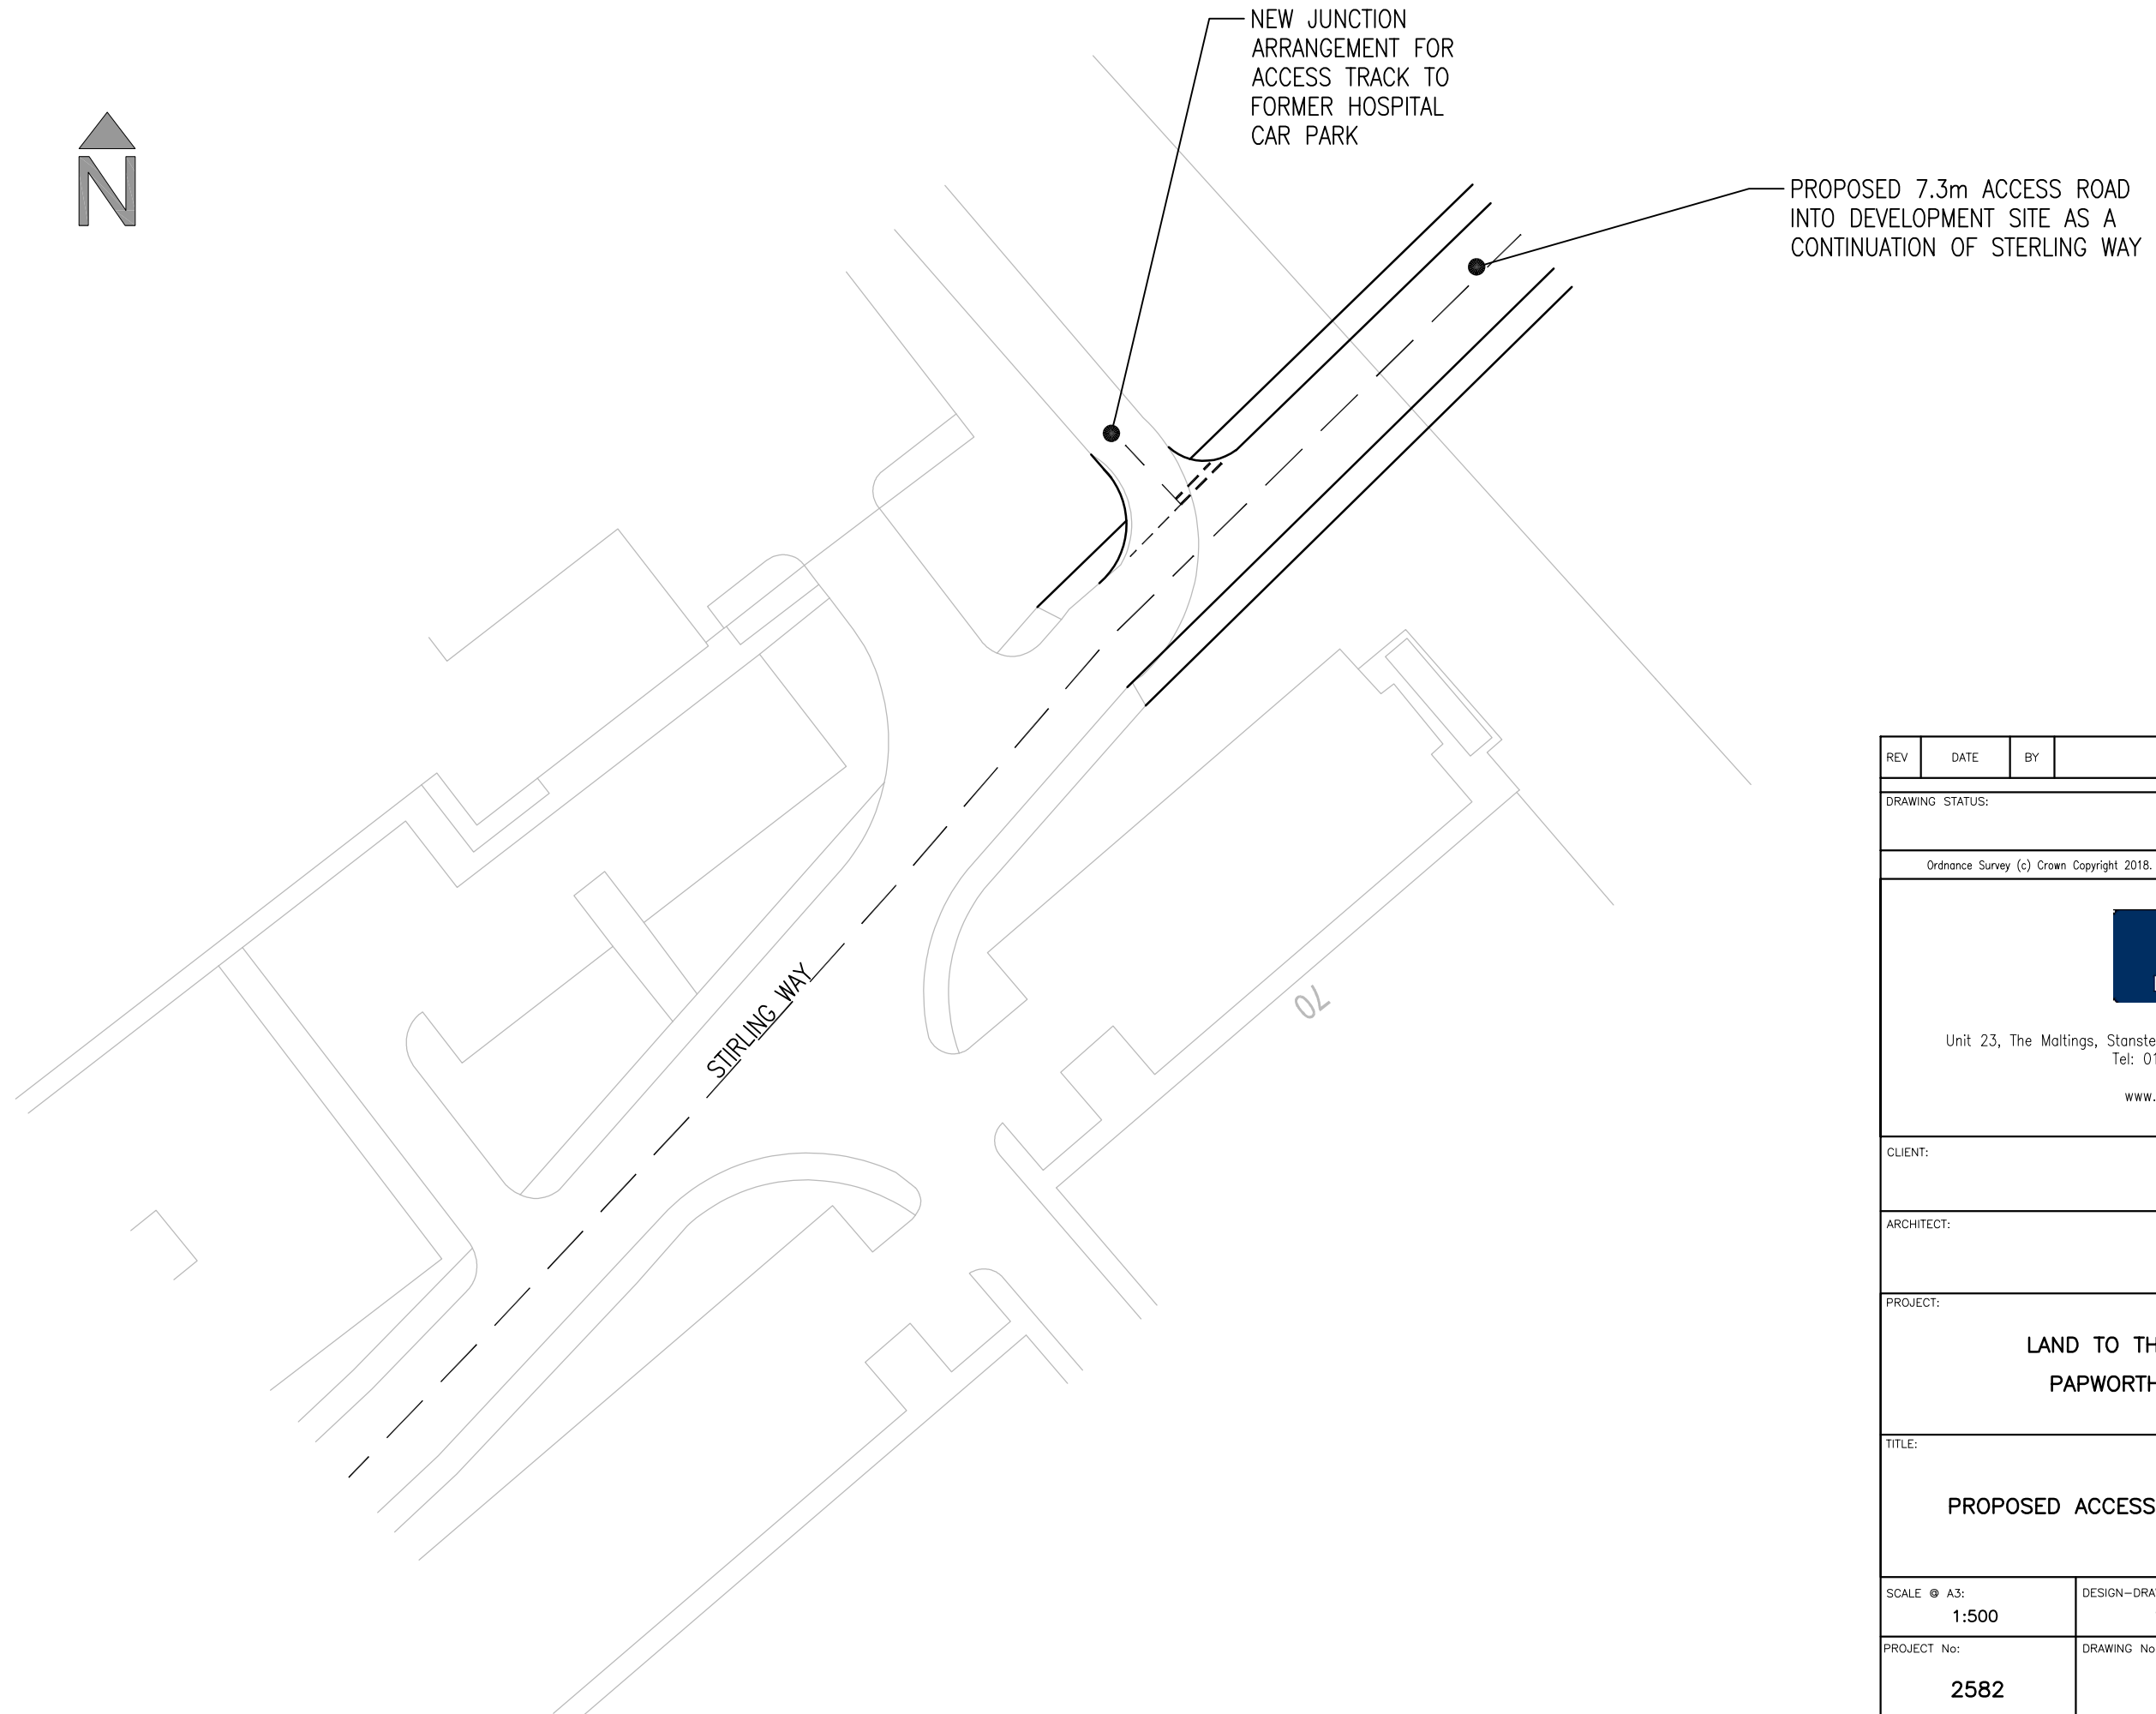 NEW JUNCTION
ARRANGEMENT FOR
ACCESS TRACK TO
FORMER HOSPITAL
CAR PARK
PROPOSED 7.3m ACCESS ROAD
INTO DEVELOPMENT SITE AS A
CONTINUATION OF STERLING WAY
N
STIRLING WAY
70
REV DATE BY
DRAWING STATUS:
Ordnance Survey (c) Crown Copyright 2018.
Unit 23, The Maltings, Stanste
Tel: 01
www.
CLIENT:
ARCHITECT:
PROJECT:
LAND TO TH
PAPWORTH
TITLE:
PROPOSED ACCESS
SCALE @ A3:
1:500
DESIGN-DRA
PROJECT No:
2582
DRAWING No